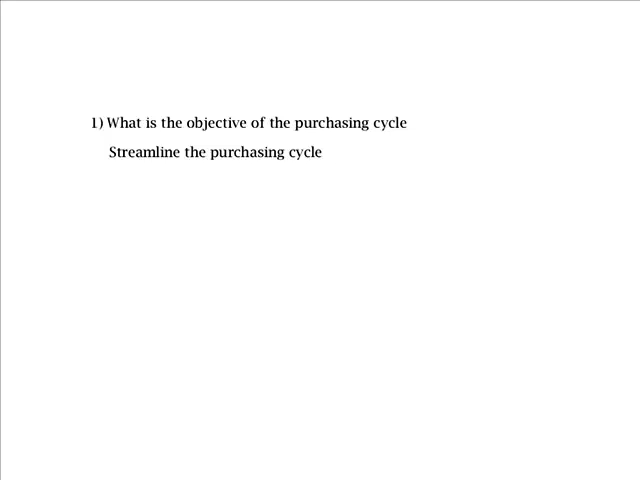 1) What is the objective of the purchasing cycle
Streamline the purchasing cycle